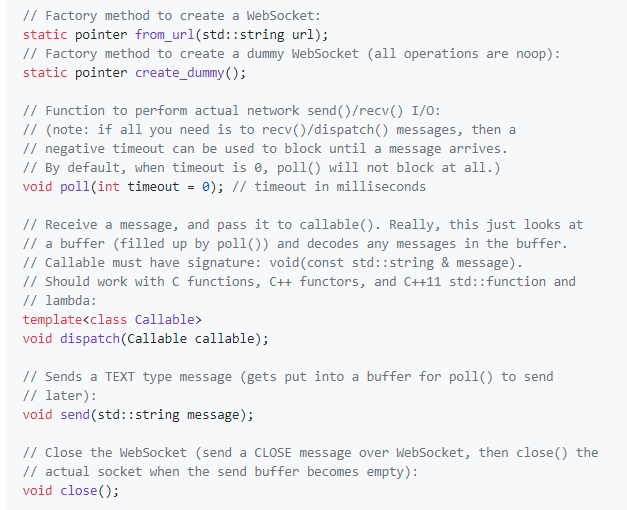 // Factory method to create a WebSocket:
static pointer from_url(std::string url);
// Factory method to create a dummy WebSocket (all operations are noop):
static pointer create_dummy();
// Function to perform actual network send()/recv() I/O:
// (note: if all you need is to recv()/dispatch() messages, then a
// negative timeout can be used to block until a message arrives.
// By default, when timeout is 0, poll() will not block at all.)
void poll(int timeout = 0); // timeout in milliseconds
// Receive a message, and pass it to callable(). Really, this just looks at
// a buffer (filled up by poll()) and decodes any messages in the buffer.
// Callable must have signature: void(const std::string & message).
// Should work with C functions, C++ functors, and C++11 std::function and
// lambda:
template<class Callable>
void dispatch(Callable callable);
// Sends a TEXT type message (gets put into a buffer for poll() to send
// later):
void send(std::string message);
// Close the WebSocket (send a CLOSE message over WebSocket, then close() the
// actual socket when the send buffer becomes empty):
void close();